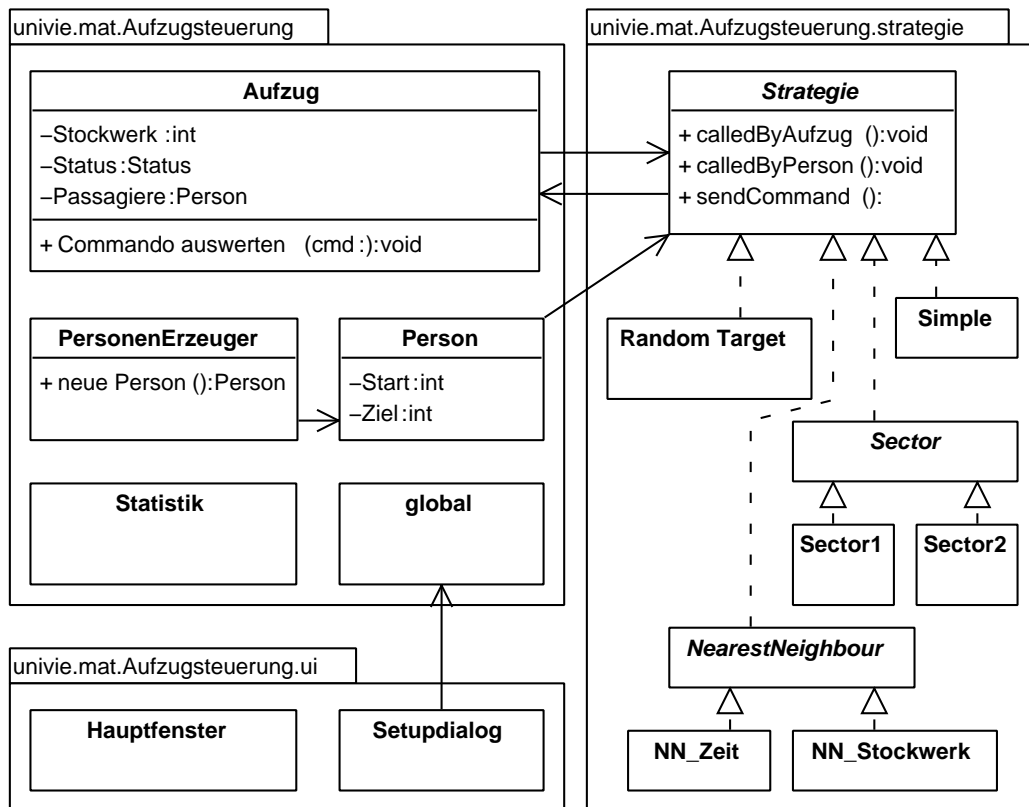 univie.mat.Aufzugsteuerung
Aufzug
–Stockwerk :int
–Status:Status
–Passagiere:Person
+ Commando auswerten (cmd :):void
PersonenErzeuger
+ neue Person ():Person
Person
–Start:int
–Ziel:int
Statistik
global
univie.mat.Aufzugsteuerung.ui
Hauptfenster
Setupdialog
univie.mat.Aufzugsteuerung.strategie
Strategie
+ calledByAufzug ():void
+ calledByPerson ():void
+ sendCommand ():
Random Target
Simple
Sector
Sector1
Sector2
NearestNeighbour
NN_Zeit
NN_Stockwerk